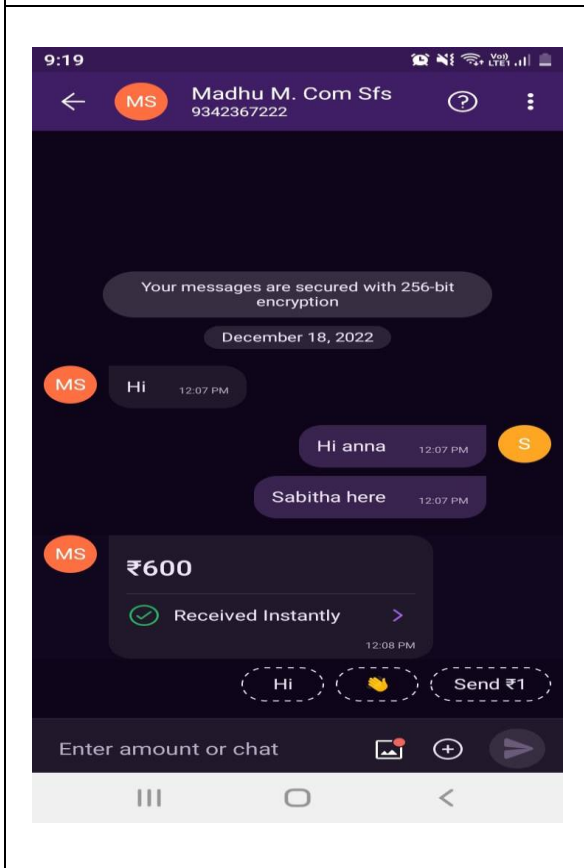 9:19
Vo)) LTE1
MS Madhu M. Com Sfs
9342367222
Your messages are secured with 256-bit
encryption
December 18, 2022
MS Hi 12:07 PM
Hi anna 12:07 PM S
Sabitha here 12:07 PM
MS
₹600
Received Instantly
12:08 PM
Hi 👋 Send ₹1
Enter amount or chat